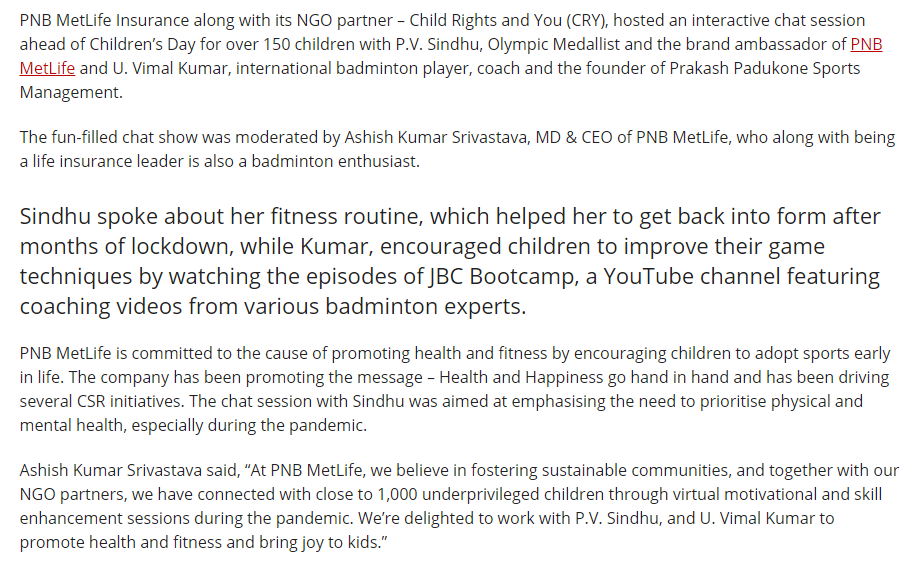 PNB MetLife Insurance along with its NGO partner – Child Rights and You (CRY), hosted an interactive chat session
ahead of Children’s Day for over 150 children with P.V. Sindhu, Olympic Medallist and the brand ambassador of PNB
MetLife and U. Vimal Kumar, international badminton player, coach and the founder of Prakash Padukone Sports
Management.
The fun-filled chat show was moderated by Ashish Kumar Srivastava, MD & CEO of PNB MetLife, who along with being
a life insurance leader is also a badminton enthusiast.
Sindhu spoke about her fitness routine, which helped her to get back into form after
months of lockdown, while Kumar, encouraged children to improve their game
techniques by watching the episodes of JBC Bootcamp, a YouTube channel featuring
coaching videos from various badminton experts.
PNB MetLife is committed to the cause of promoting health and fitness by encouraging children to adopt sports early
in life. The company has been promoting the message – Health and Happiness go hand in hand and has been driving
several CSR initiatives. The chat session with Sindhu was aimed at emphasising the need to prioritise physical and
mental health, especially during the pandemic.
Ashish Kumar Srivastava said, “At PNB MetLife, we believe in fostering sustainable communities, and together with our
NGO partners, we have connected with close to 1,000 underprivileged children through virtual motivational and skill
enhancement sessions during the pandemic. We’re delighted to work with P.V. Sindhu, and U. Vimal Kumar to
promote health and fitness and bring joy to kids.”